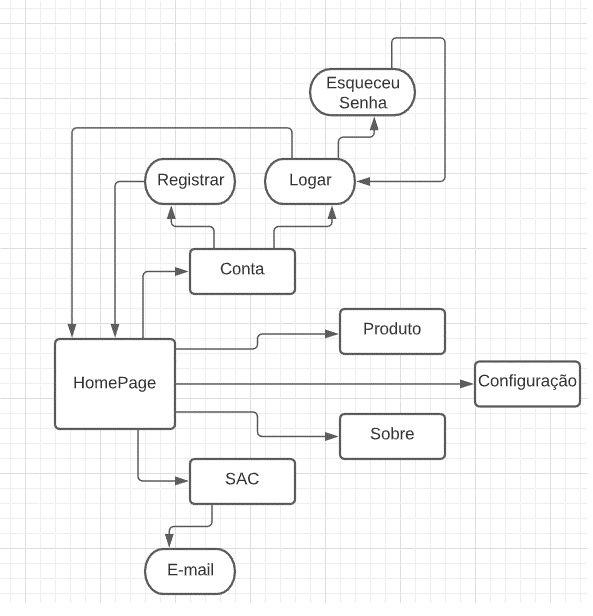 Esqueceu
Senha
Registrar
Logar
Conta
Produto
HomePage
Configuração
Sobre
SAC
E-mail